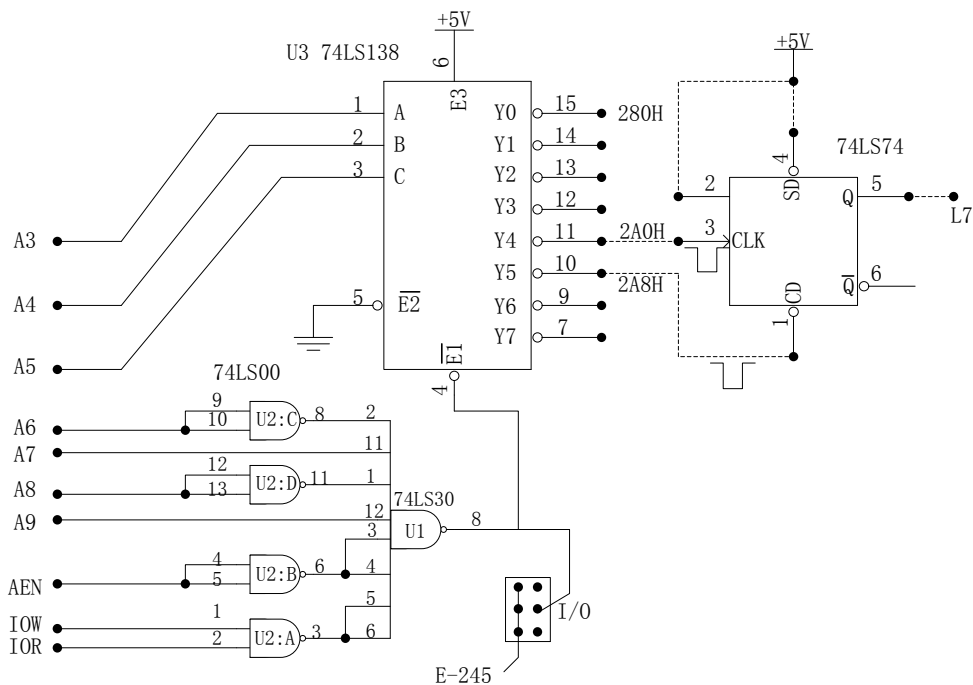 +5V
U3 74LS138
6
E3
1 A
2 B
3 C
Y0 15 280H
Y1 14
Y2 13
Y3 12
Y4 11 2A0H
Y5 10 2A8H
Y6 9
Y7 7
5 E2
E1
4
+5V
74LS74
4
SD
2
3 CLK
Q 5
L7
Q 6
CD
1
A3
A4
A5
74LS00
A6
9
10
U2:C 8
2
A7
11
A8
12
13
U2:D 11
1
74LS30
A9
12
U1 8
3
AEN
4
5
U2:B 6
4
5
IOW
1
IOR
2
U2:A 3
6
I/O
E-245